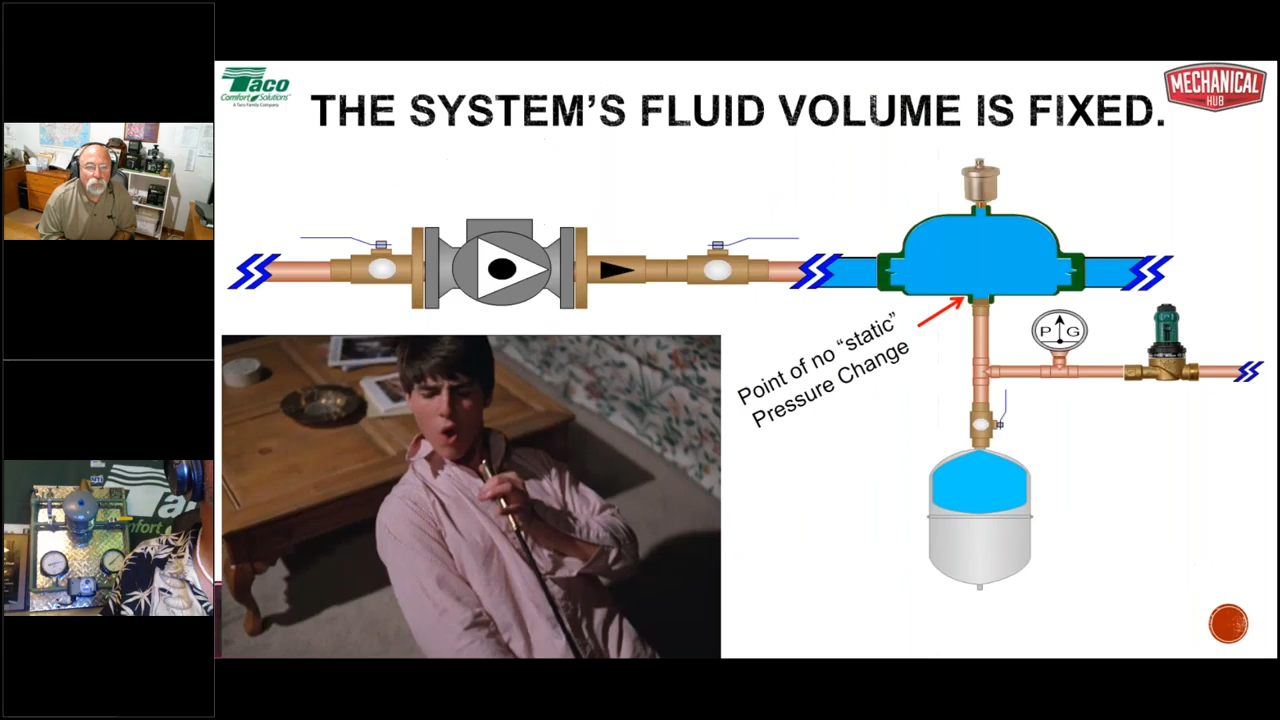 Taco
Comfort Solutions™
A Taco Family Company
MECHANICAL
HUB
THE SYSTEM’S FLUID VOLUME IS FIXED.
Point of no “static”
Pressure Change
P G